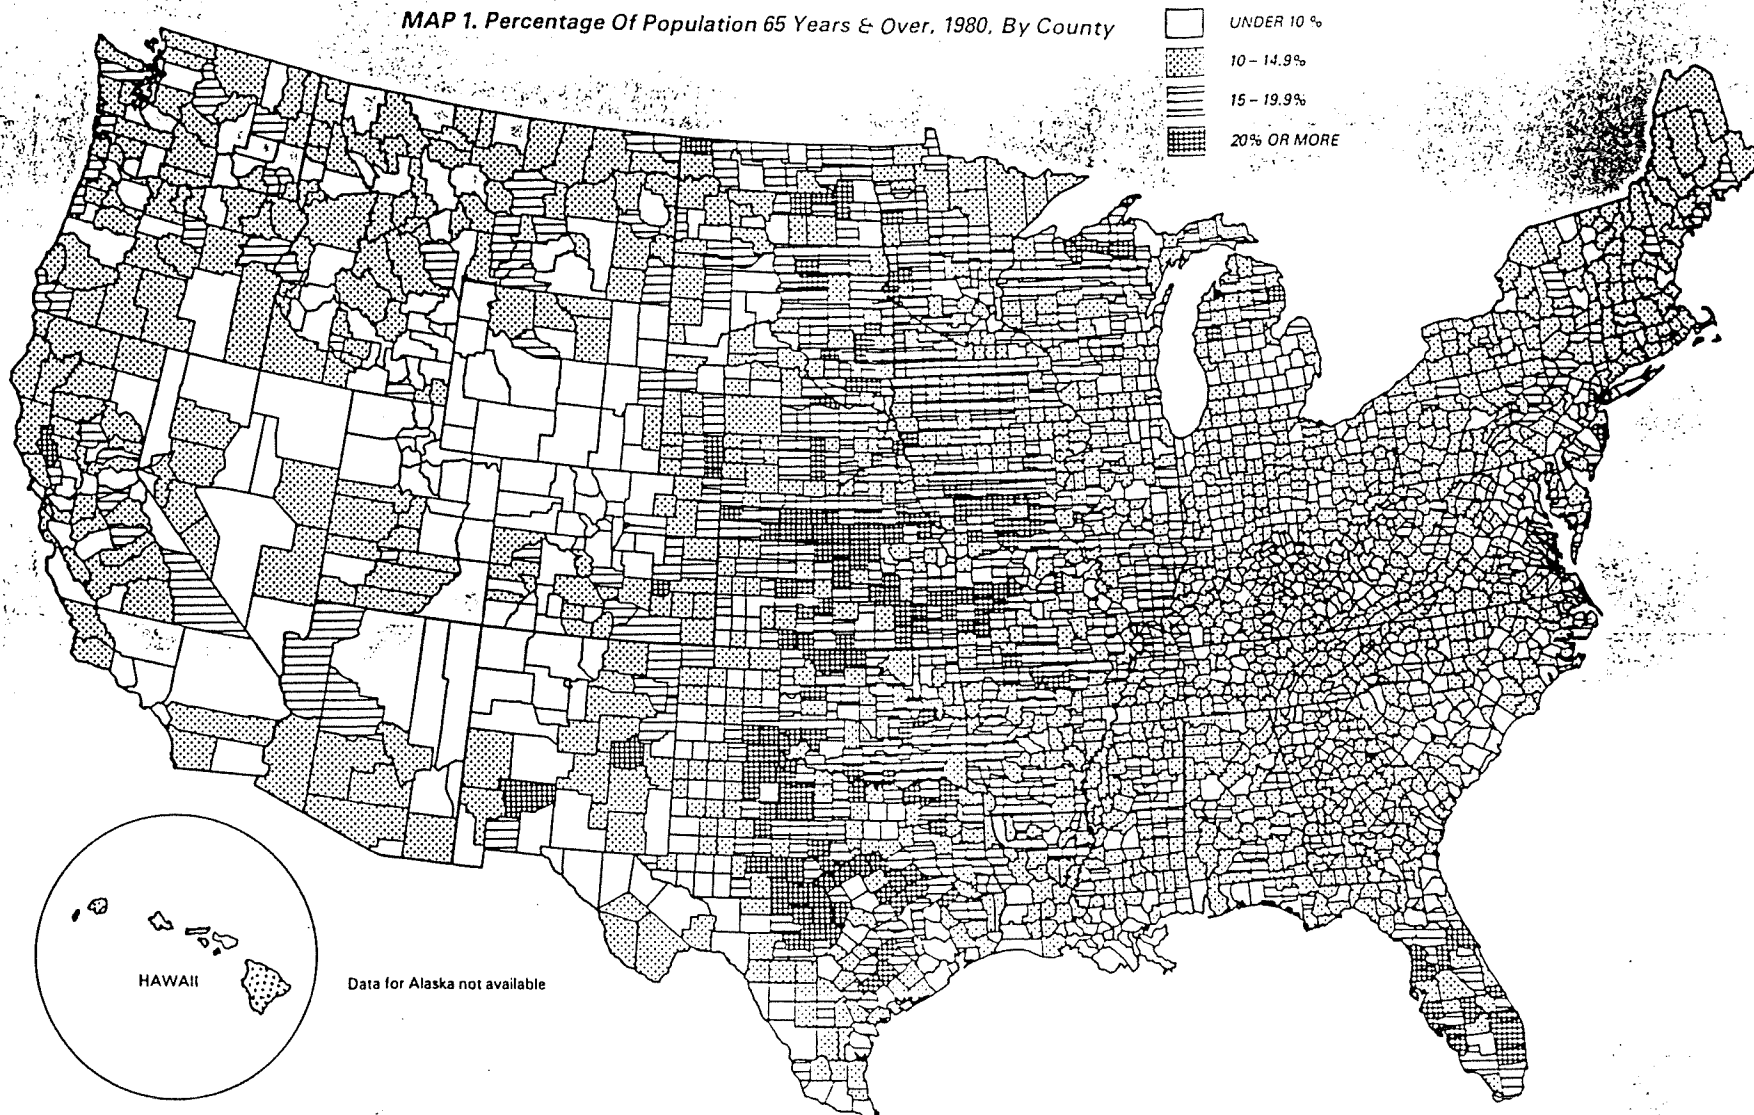 MAP 1. Percentage Of Population 65 Years & Over, 1980, By County
UNDER 10 %
10 – 14.9%
15 – 19.9%
20% OR MORE
HAWAII
Data for Alaska not available